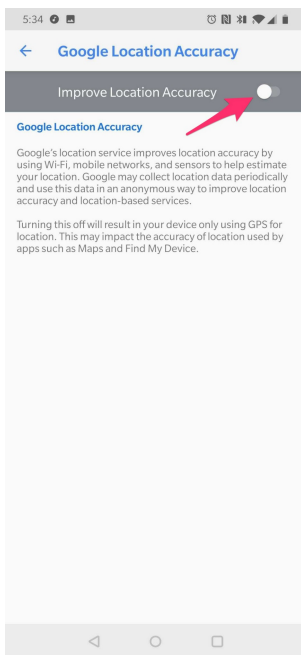 5:34
Google Location Accuracy
Improve Location Accuracy
Google Location Accuracy
Google's location service improves location accuracy by
using Wi-Fi, mobile networks, and sensors to help estimate
your location. Google may collect location data periodically
and use this data in an anonymous way to improve location
accuracy and location-based services.
Turning this off will result in your device only using GPS for
location. This may impact the accuracy of location used by
apps such as Maps and Find My Device.